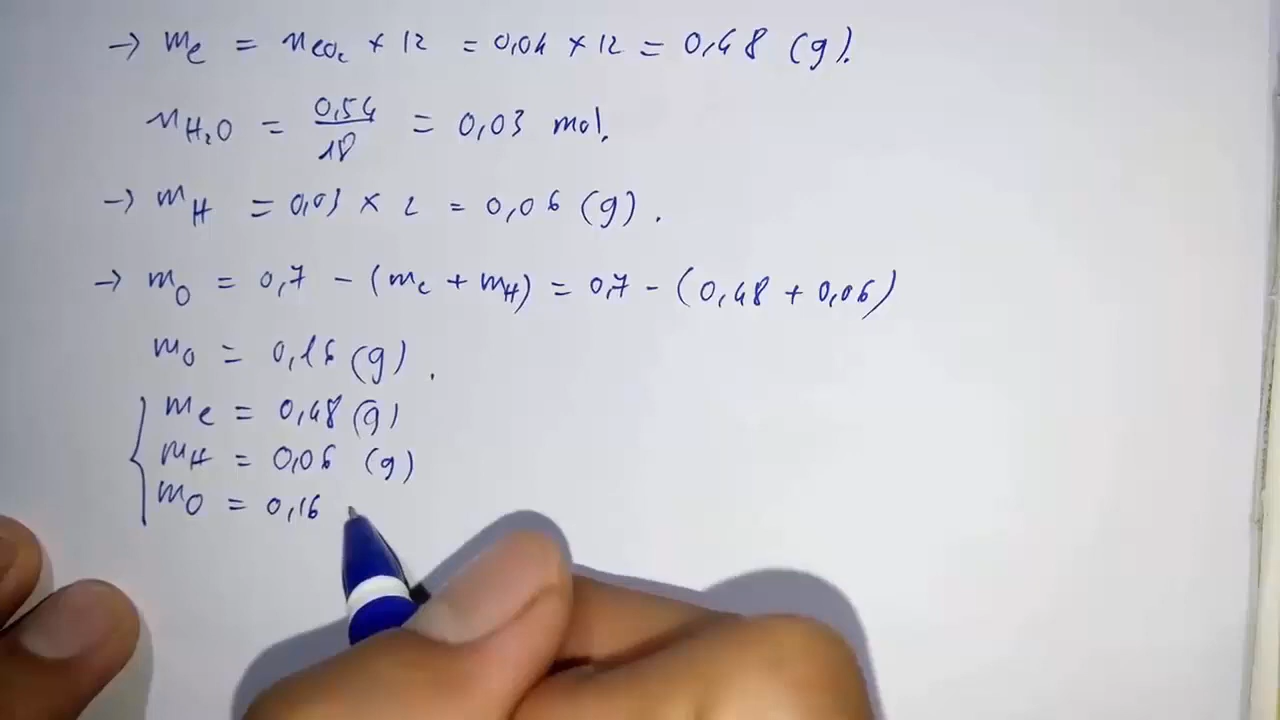 → mC = nCO₂ × 12 = 0,04 × 12 = 0,48 (g).
nH₂O = 0,54/18 = 0,03 mol.
→ mH = 0,03 × 2 = 0,06 (g).
→ mO = 0,7 - (mC + mH) = 0,7 - (0,48 + 0,06)
mO = 0,16 (g).
{ mC = 0,48 (g)
mH = 0,06 (g)
mO = 0,16